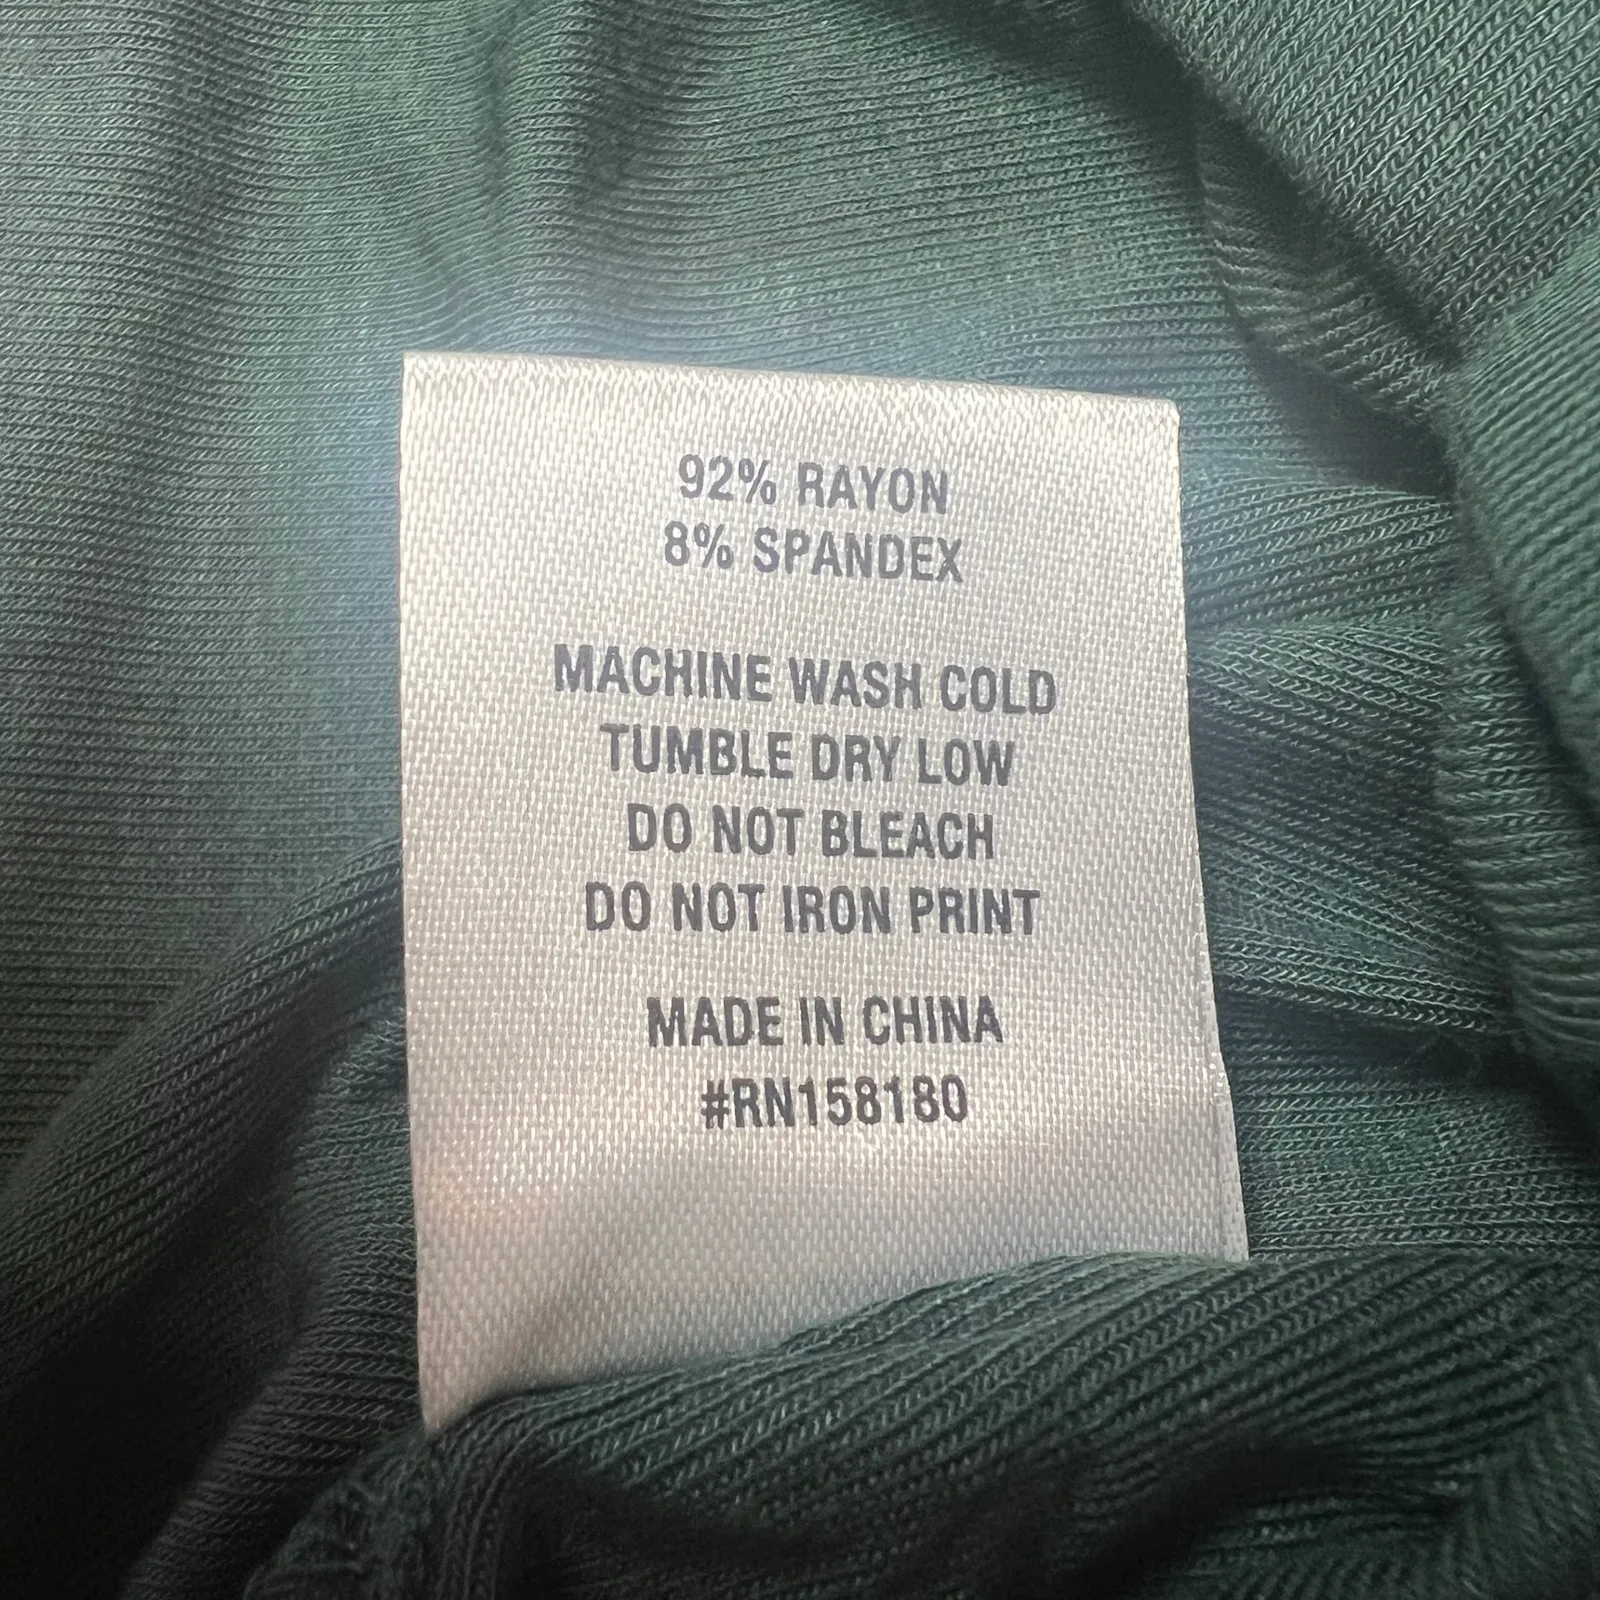 92% RAYON
8% SPANDEX
MACHINE WASH COLD
TUMBLE DRY LOW
DO NOT BLEACH
DO NOT IRON PRINT
MADE IN CHINA
#RN158180